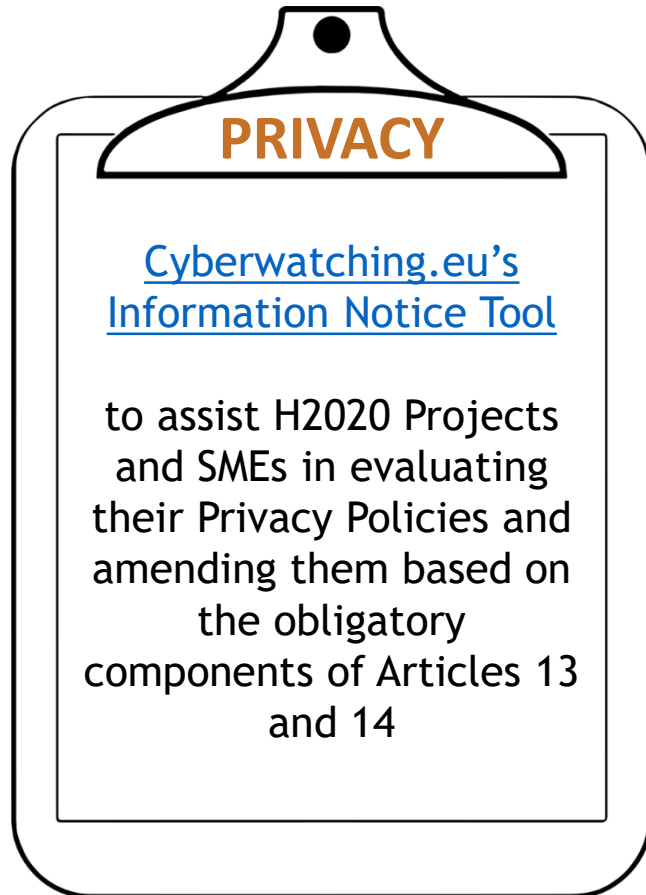 PRIVACY
Cyberwatching.eu’s
Information Notice Tool
to assist H2020 Projects
and SMEs in evaluating
their Privacy Policies and
amending them based on
the obligatory
components of Articles 13
and 14